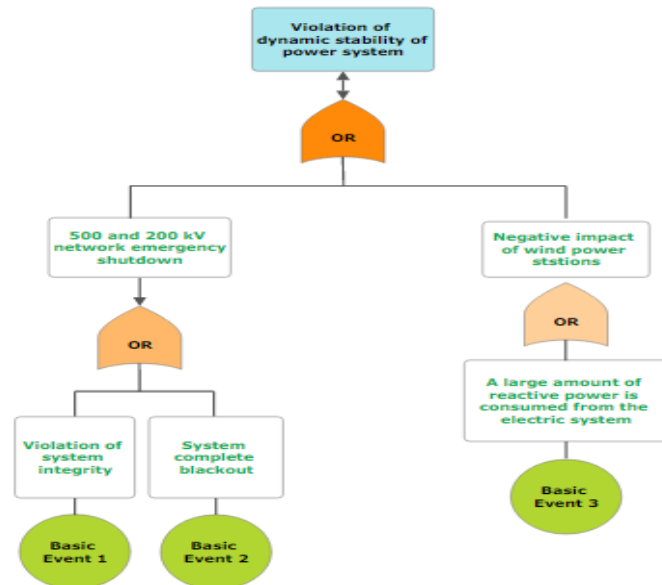 Violation of
dynamic stability of
power system
OR
500 and 200 kV
network emergency
shutdown
Negative impact
of wind power
ststions
OR
OR
A large amount of
reactive power is
consumed from the
electric system
Violation of
system
integrity
System
complete
blackout
Basic
Event 3
Basic
Event 1
Basic
Event 2